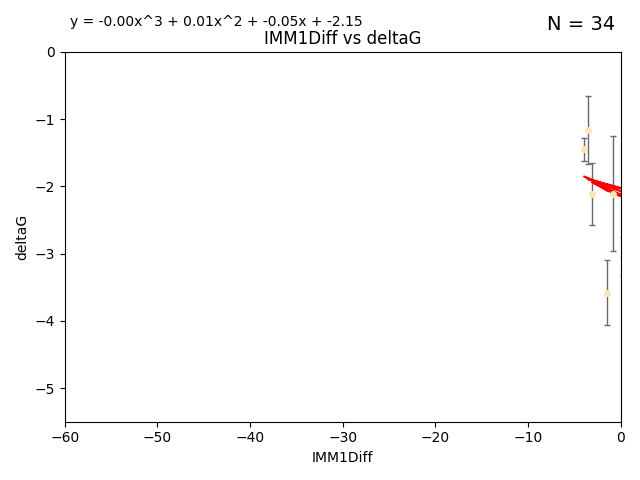 y = -0.00x^3 + 0.01x^2 + -0.05x + -2.15
N = 34
IMM1Diff vs deltaG
0
−1
−2
−3
−4
−5
deltaG
−60 −50 −40 −30 −20 −10 0
IMM1Diff